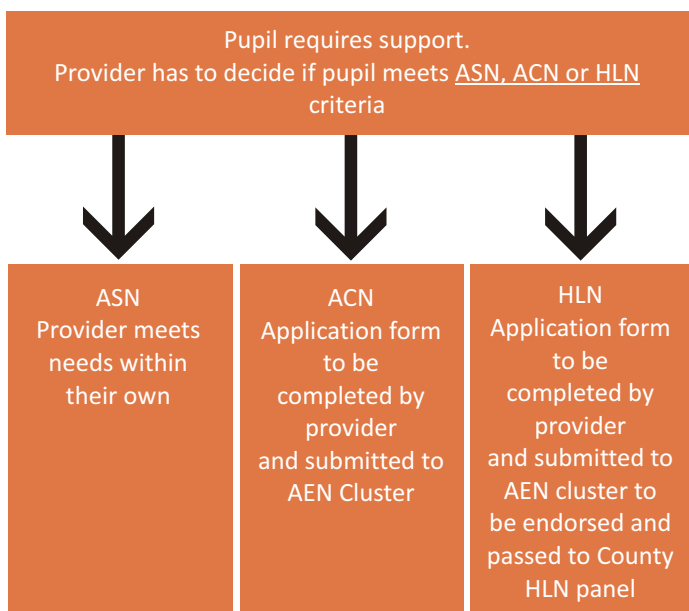 Pupil requires support.
Provider has to decide if pupil meets ASN, ACN or HLN
criteria
ASN
Provider meets
needs within
their own
ACN
Application form
to be
completed by
provider
and submitted to
AEN Cluster
HLN
Application form
to be
completed by
provider
and submitted to
AEN cluster to
be endorsed and
passed to County
HLN panel